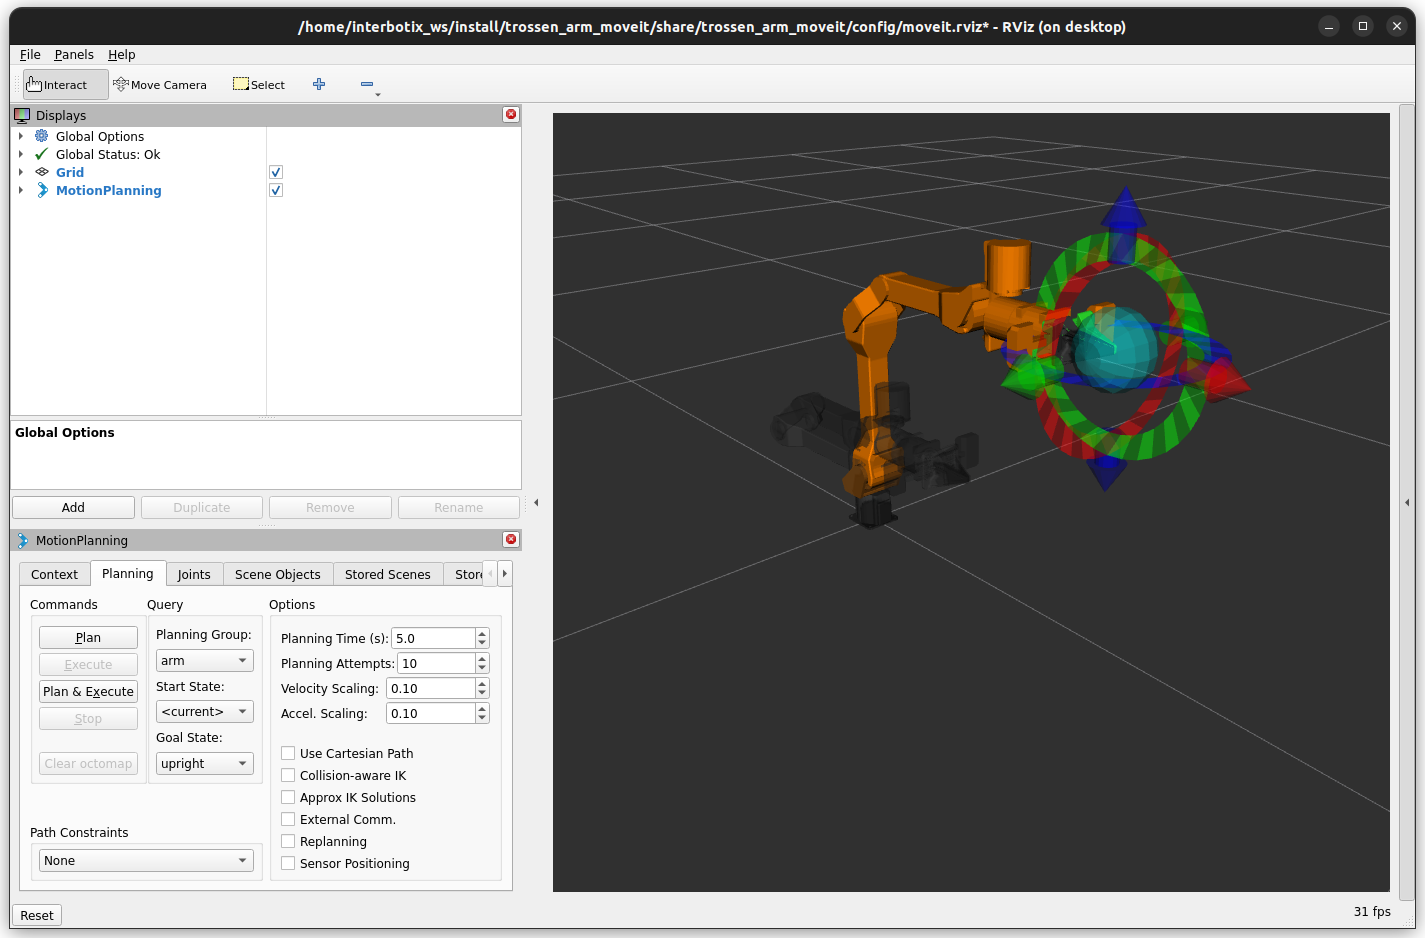 /home/interbotix_ws/install/trossen_arm_moveit/share/trossen_arm_moveit/config/moveit.rviz* - RViz (on desktop)
File Panels Help
Interact Move Camera Select
Displays
Global Options
Global Status: Ok
Grid
MotionPlanning
Global Options
Add Duplicate Remove Rename
MotionPlanning
Context Planning Joints Scene Objects Stored Scenes Store
Commands Query Options
Plan
Execute
Plan & Execute
Stop
Clear octomap
Planning Group:
arm
Start State:
<current>
Goal State:
upright
Planning Time (s): 5.0
Planning Attempts: 10
Velocity Scaling: 0.10
Accel. Scaling: 0.10
Use Cartesian Path
Collision-aware IK
Approx IK Solutions
External Comm.
Replanning
Sensor Positioning
Path Constraints
None
Reset
31 fps